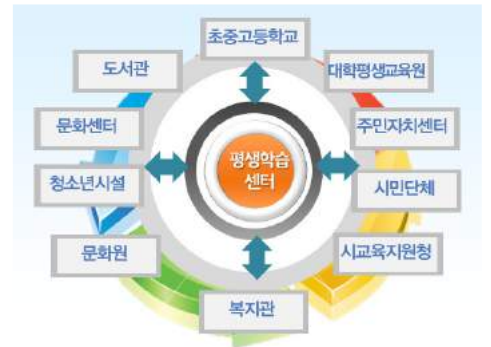 초중고등학교
도서관
대학평생교육원
문화센터
주민자치센터
평생학습
센터
청소년시설
시민단체
문화원
시교육지원청
복지관